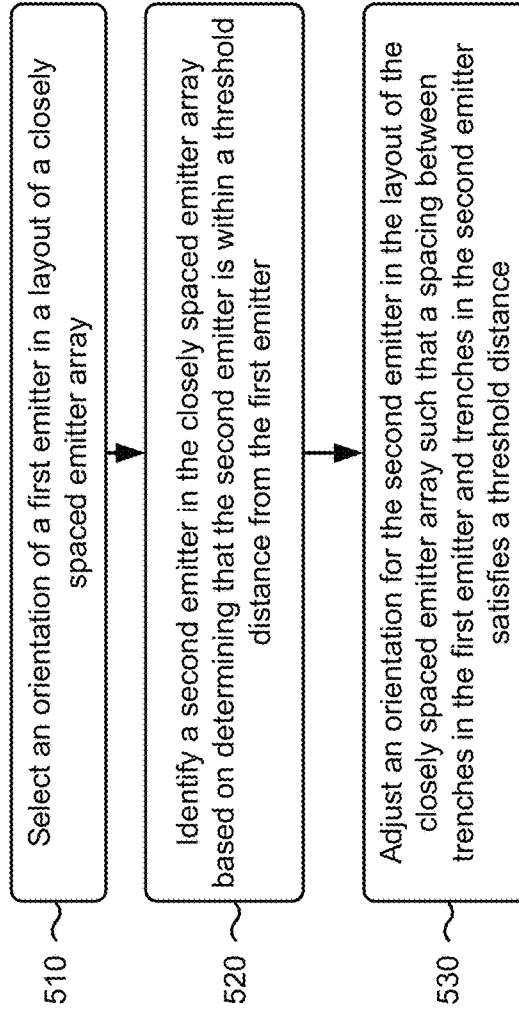 510
Select an orientation of a first emitter in a layout of a closely
spaced emitter array
520
Identify a second emitter in the closely spaced emitter array
based on determining that the second emitter is within a threshold
distance from the first emitter
530
Adjust an orientation for the second emitter in the layout of the
closely spaced emitter array such that a spacing between
trenches in the first emitter and trenches in the second emitter
satisfies a threshold distance